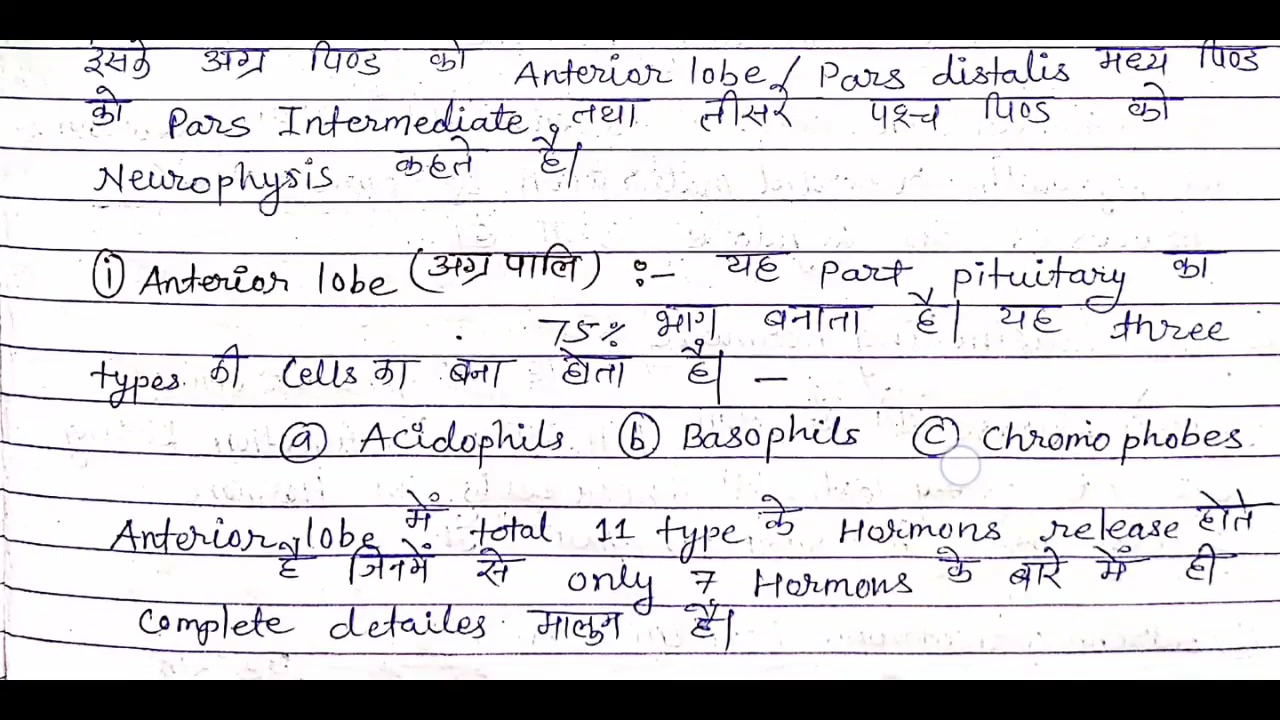 इसके अग्र पिण्ड को Anterior lobe / Pars distalis मध्य पिण्ड
को Pars Intermediate, तथा तीसरे पश्च पिण्ड को
Neurophysis कहते है।
(i) Anterior lobe (अग्र पालि) :- यह Part pituitary का
75% भाग बनाता है। यह three
types की Cells का बना होता है। —
(a) Acidophils (b) Basophils (c) Chromophobes
Anterior lobe में total 11 type के Hormons release होते
है जिनमें से only 7 Hormons के बारे में ही
Complete detailes मालुम है।